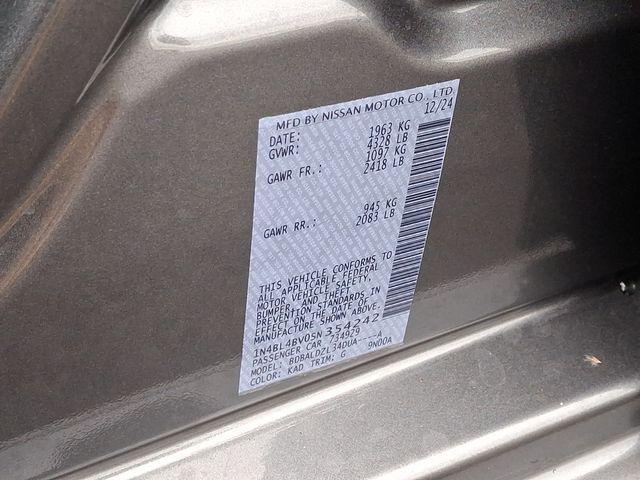 MFD BY NISSAN MOTOR CO., LTD.
DATE: 12/24
GVWR: 1963 KG
4328 LB
GAWR FR.: 1097 KG
2418 LB
GAWR RR.: 945 KG
2083 LB
THIS VEHICLE CONFORMS TO
ALL APPLICABLE FEDERAL
MOTOR VEHICLE SAFETY,
BUMPER, AND THEFT
PREVENTION STANDARDS IN
EFFECT ON THE DATE OF
MANUFACTURE SHOWN ABOVE.
1N4BL4BV0SN354242
PASSENGER CAR 734929
MODEL: BDBALDZL34DUA----A
COLOR: KAD TRIM: G 9N00A